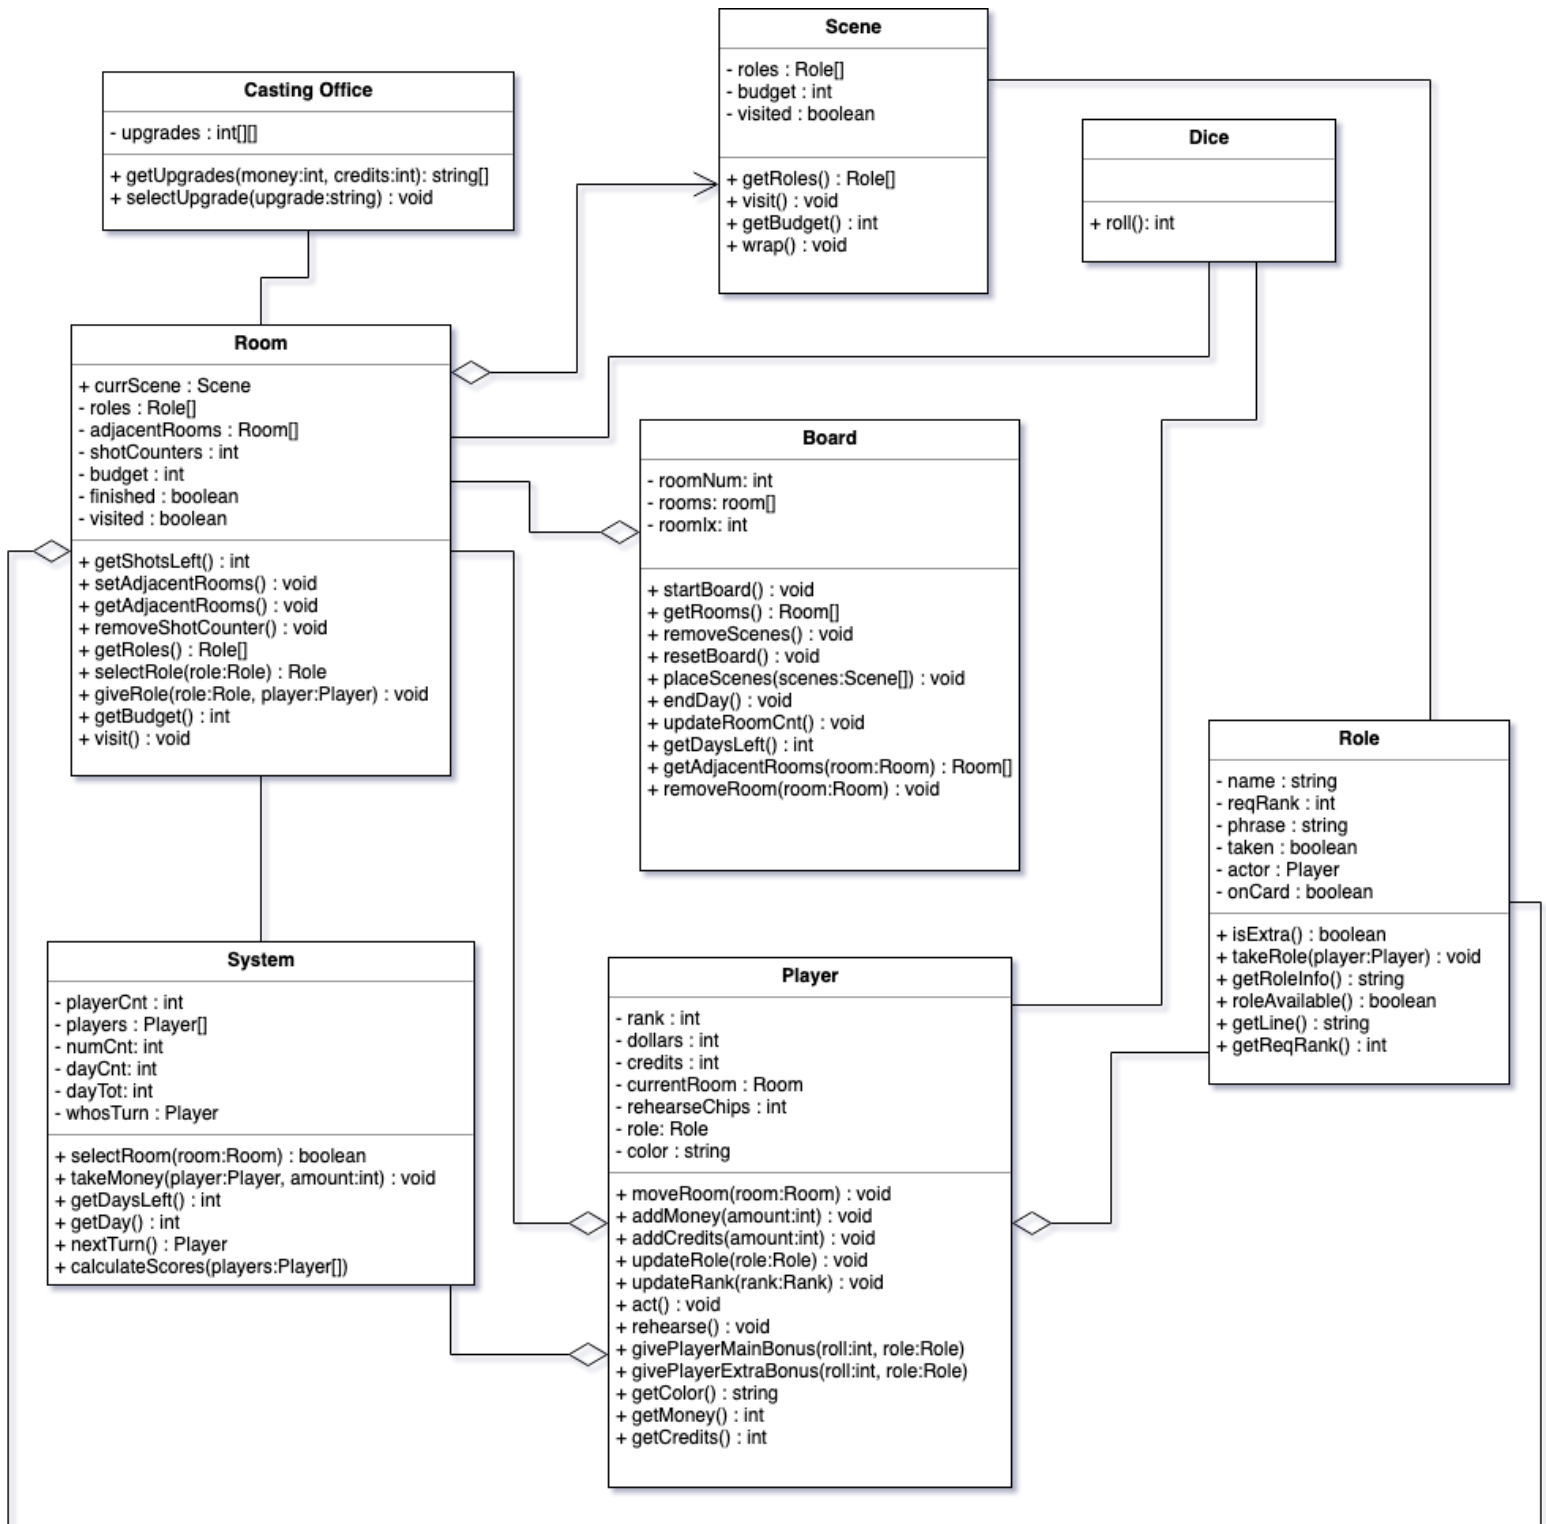 Scene
- roles : Role[]
- budget : int
- visited : boolean
+ getRoles() : Role[]
+ visit() : void
+ getBudget() : int
+ wrap() : void
Casting Office
- upgrades : int[][]
+ getUpgrades(money:int, credits:int): string[]
+ selectUpgrade(upgrade:string) : void
Dice
+ roll(): int
Room
+ currScene : Scene
- roles : Role[]
- adjacentRooms : Room[]
- shotCounters : int
- budget : int
- finished : boolean
- visited : boolean
+ getShotsLeft() : int
+ setAdjacentRooms() : void
+ getAdjacentRooms() : void
+ removeShotCounter() : void
+ getRoles() : Role[]
+ selectRole(role:Role) : Role
+ giveRole(role:Role, player:Player) : void
+ getBudget() : int
+ visit() : void
Board
- roomNum: int
- rooms: room[]
- roomIx: int
+ startBoard() : void
+ getRooms() : Room[]
+ removeScenes() : void
+ resetBoard() : void
+ placeScenes(scenes:Scene[]) : void
+ endDay() : void
+ updateRoomCnt() : void
+ getDaysLeft() : int
+ getAdjacentRooms(room:Room) : Room[]
+ removeRoom(room:Room) : void
Role
- name : string
- reqRank : int
- phrase : string
- taken : boolean
- actor : Player
- onCard : boolean
+ isExtra() : boolean
+ takeRole(player:Player) : void
+ getRoleInfo() : string
+ roleAvailable() : boolean
+ getLine() : string
+ getReqRank() : int
System
- playerCnt : int
- players : Player[]
- numCnt: int
- dayCnt: int
- dayTot: int
- whosTurn : Player
+ selectRoom(room:Room) : boolean
+ takeMoney(player:Player, amount:int) : void
+ getDaysLeft() : int
+ getDay() : int
+ nextTurn() : Player
+ calculateScores(players:Player[])
Player
- rank : int
- dollars : int
- credits : int
- currentRoom : Room
- rehearseChips : int
- role: Role
- color : string
+ moveRoom(room:Room) : void
+ addMoney(amount:int) : void
+ addCredits(amount:int) : void
+ updateRole(role:Role) : void
+ updateRank(rank:Rank) : void
+ act() : void
+ rehearse() : void
+ givePlayerMainBonus(roll:int, role:Role)
+ givePlayerExtraBonus(roll:int, role:Role)
+ getColor() : string
+ getMoney() : int
+ getCredits() : int